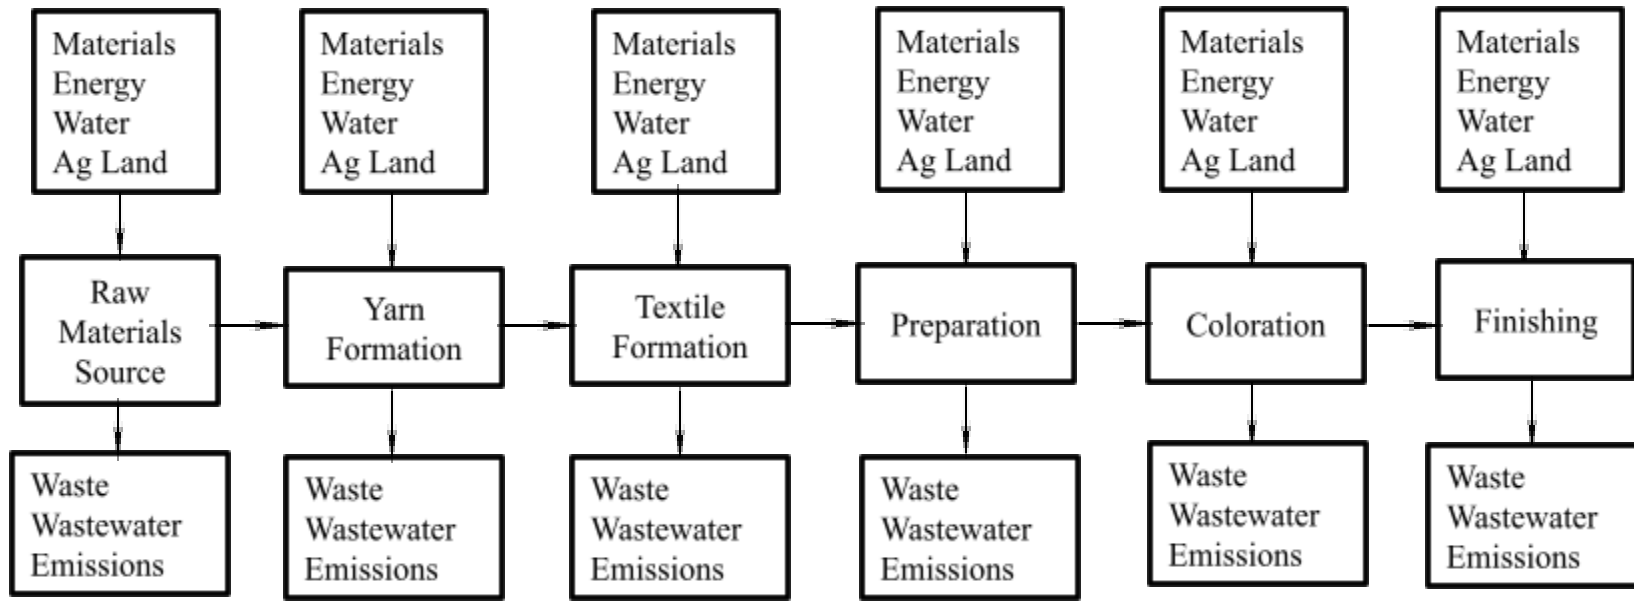 Materials
Energy
Water
Ag Land
Materials
Energy
Water
Ag Land
Materials
Energy
Water
Ag Land
Materials
Energy
Water
Ag Land
Materials
Energy
Water
Ag Land
Materials
Energy
Water
Ag Land
Raw
Materials
Source
Yarn
Formation
Textile
Formation
Preparation
Coloration
Finishing
Waste
Wastewater
Emissions
Waste
Wastewater
Emissions
Waste
Wastewater
Emissions
Waste
Wastewater
Emissions
Waste
Wastewater
Emissions
Waste
Wastewater
Emissions